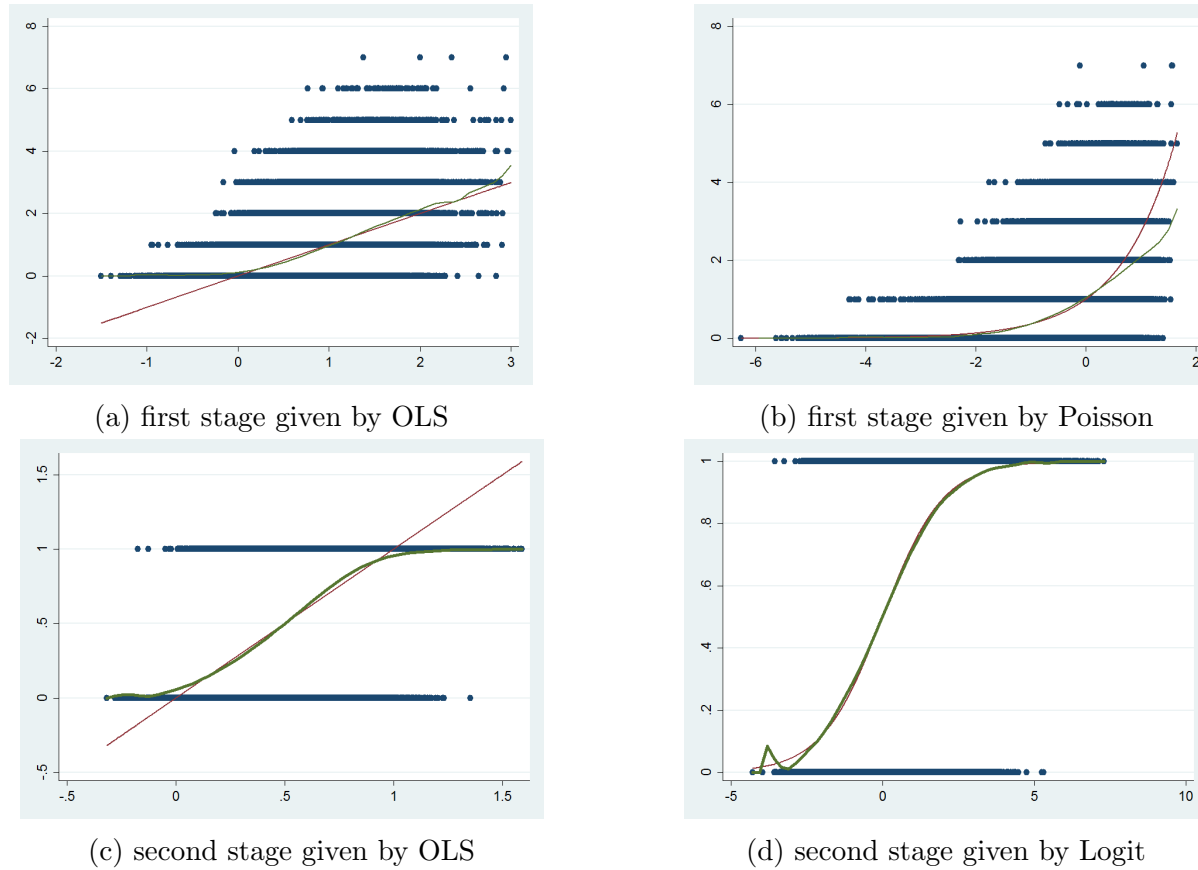 8
6
4
2
0
-2
-2 -1 0 1 2 3
(a) first stage given by OLS
8
6
4
2
0
-6 -4 -2 0 2
(b) first stage given by Poisson
1.5
1
.5
0
-.5
-.5 0 .5 1 1.5
(c) second stage given by OLS
1
.8
.6
.4
.2
0
-5 0 5 10
(d) second stage given by Logit